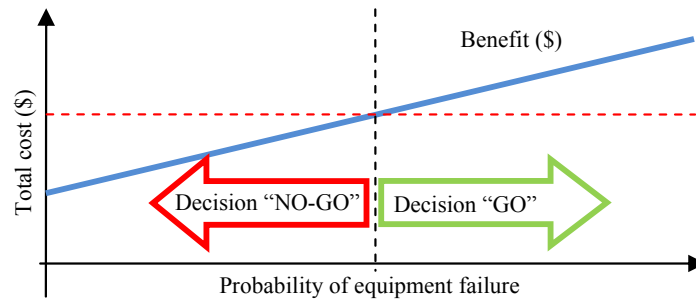 Benefit ($)
Total cost ($)
Decision “NO-GO”
Decision “GO”
Probability of equipment failure